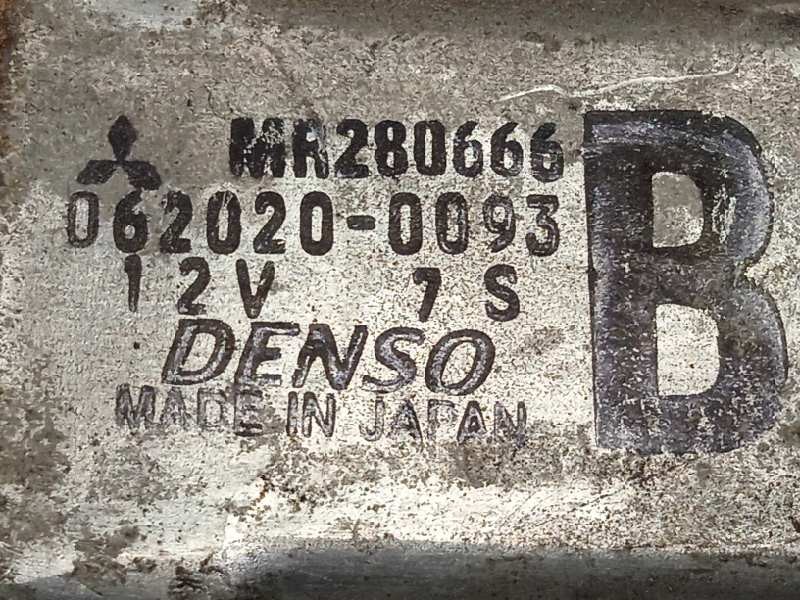 MR280666
062020-0093
12V 7S
DENSO
MADE IN JAPAN
B